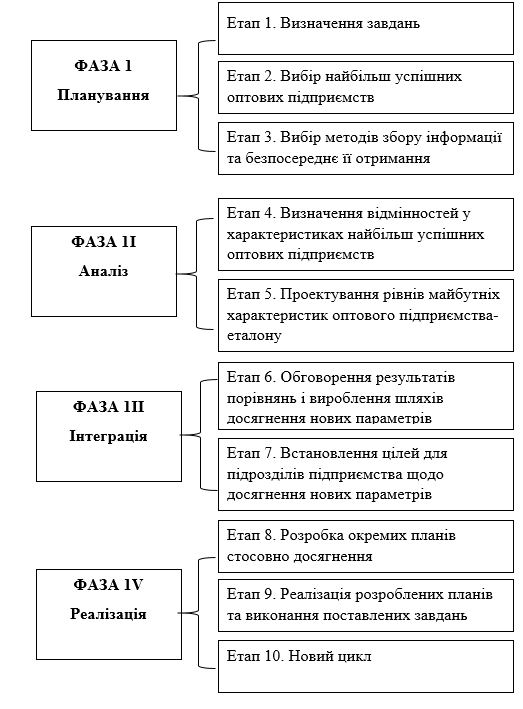 ФАЗА 1
Планування
Етап 1. Визначення завдань
Етап 2. Вибір найбільш успішних
оптових підприємств
Етап 3. Вибір методів збору інформації
та безпосереднє її отримання
ФАЗА 1І
Аналіз
Етап 4. Визначення відмінностей у
характеристиках найбільш успішних
оптових підприємств
Етап 5. Проектування рівнів майбутніх
характеристик оптового підприємства-
еталону
ФАЗА 1ІІ
Інтеграція
Етап 6. Обговорення результатів
порівнянь і вироблення шляхів
досягнення нових параметрів
Етап 7. Встановлення цілей для
підрозділів підприємства щодо
досягнення нових параметрів
ФАЗА 1V
Реалізація
Етап 8. Розробка окремих планів
стосовно досягнення
Етап 9. Реалізація розроблених планів
та виконання поставлених завдань
Етап 10. Новий цикл